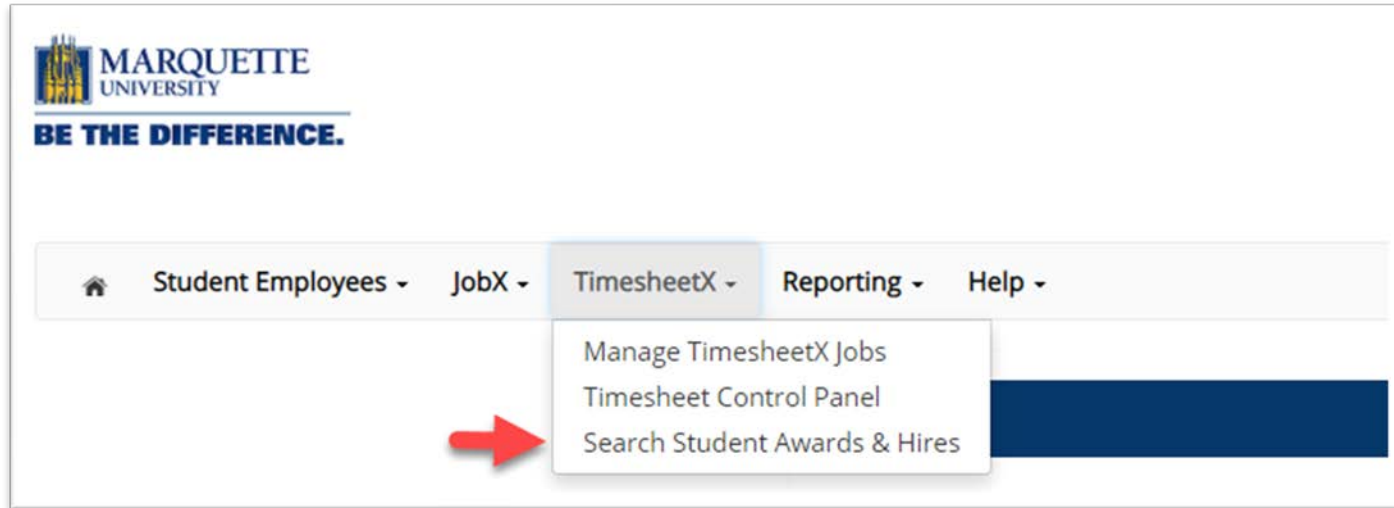 MARQUETTE
UNIVERSITY
BE THE DIFFERENCE.
Student Employees JobX TimesheetX Reporting Help
Manage TimesheetX Jobs
Timesheet Control Panel
Search Student Awards & Hires